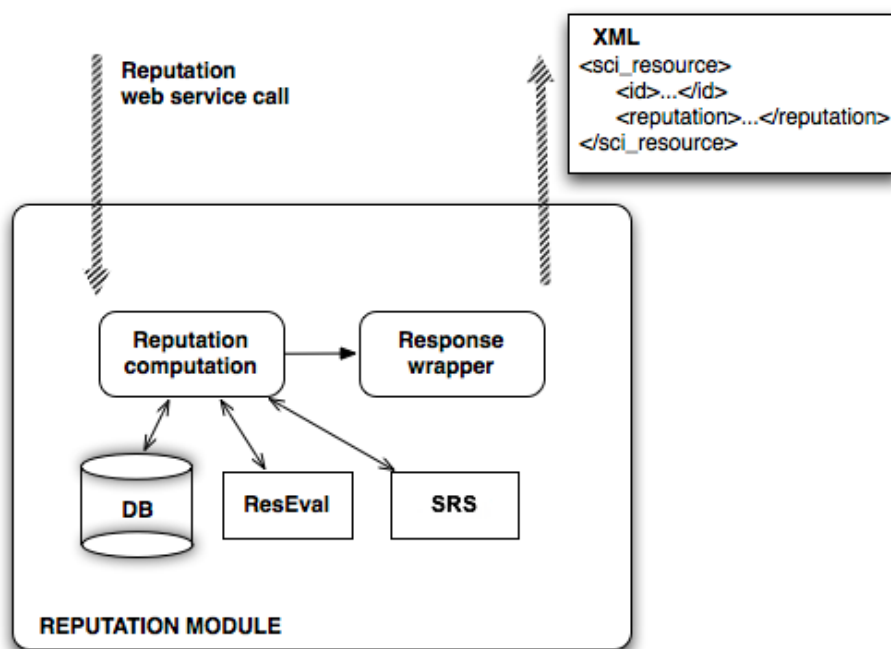 Reputation
web service call
XML
<sci_resource>
<id>...</id>
<reputation>...</reputation>
</sci_resource>
Reputation
computation
Response
wrapper
DB
ResEval
SRS
REPUTATION MODULE